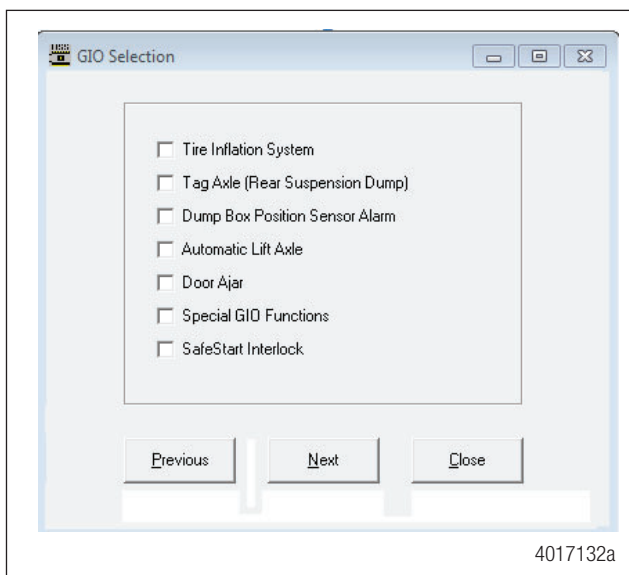 HSS
GIO Selection
Tire Inflation System
Tag Axle (Rear Suspension Dump)
Dump Box Position Sensor Alarm
Automatic Lift Axle
Door Ajar
Special GIO Functions
SafeStart Interlock
Previous
Next
Close
4017132a